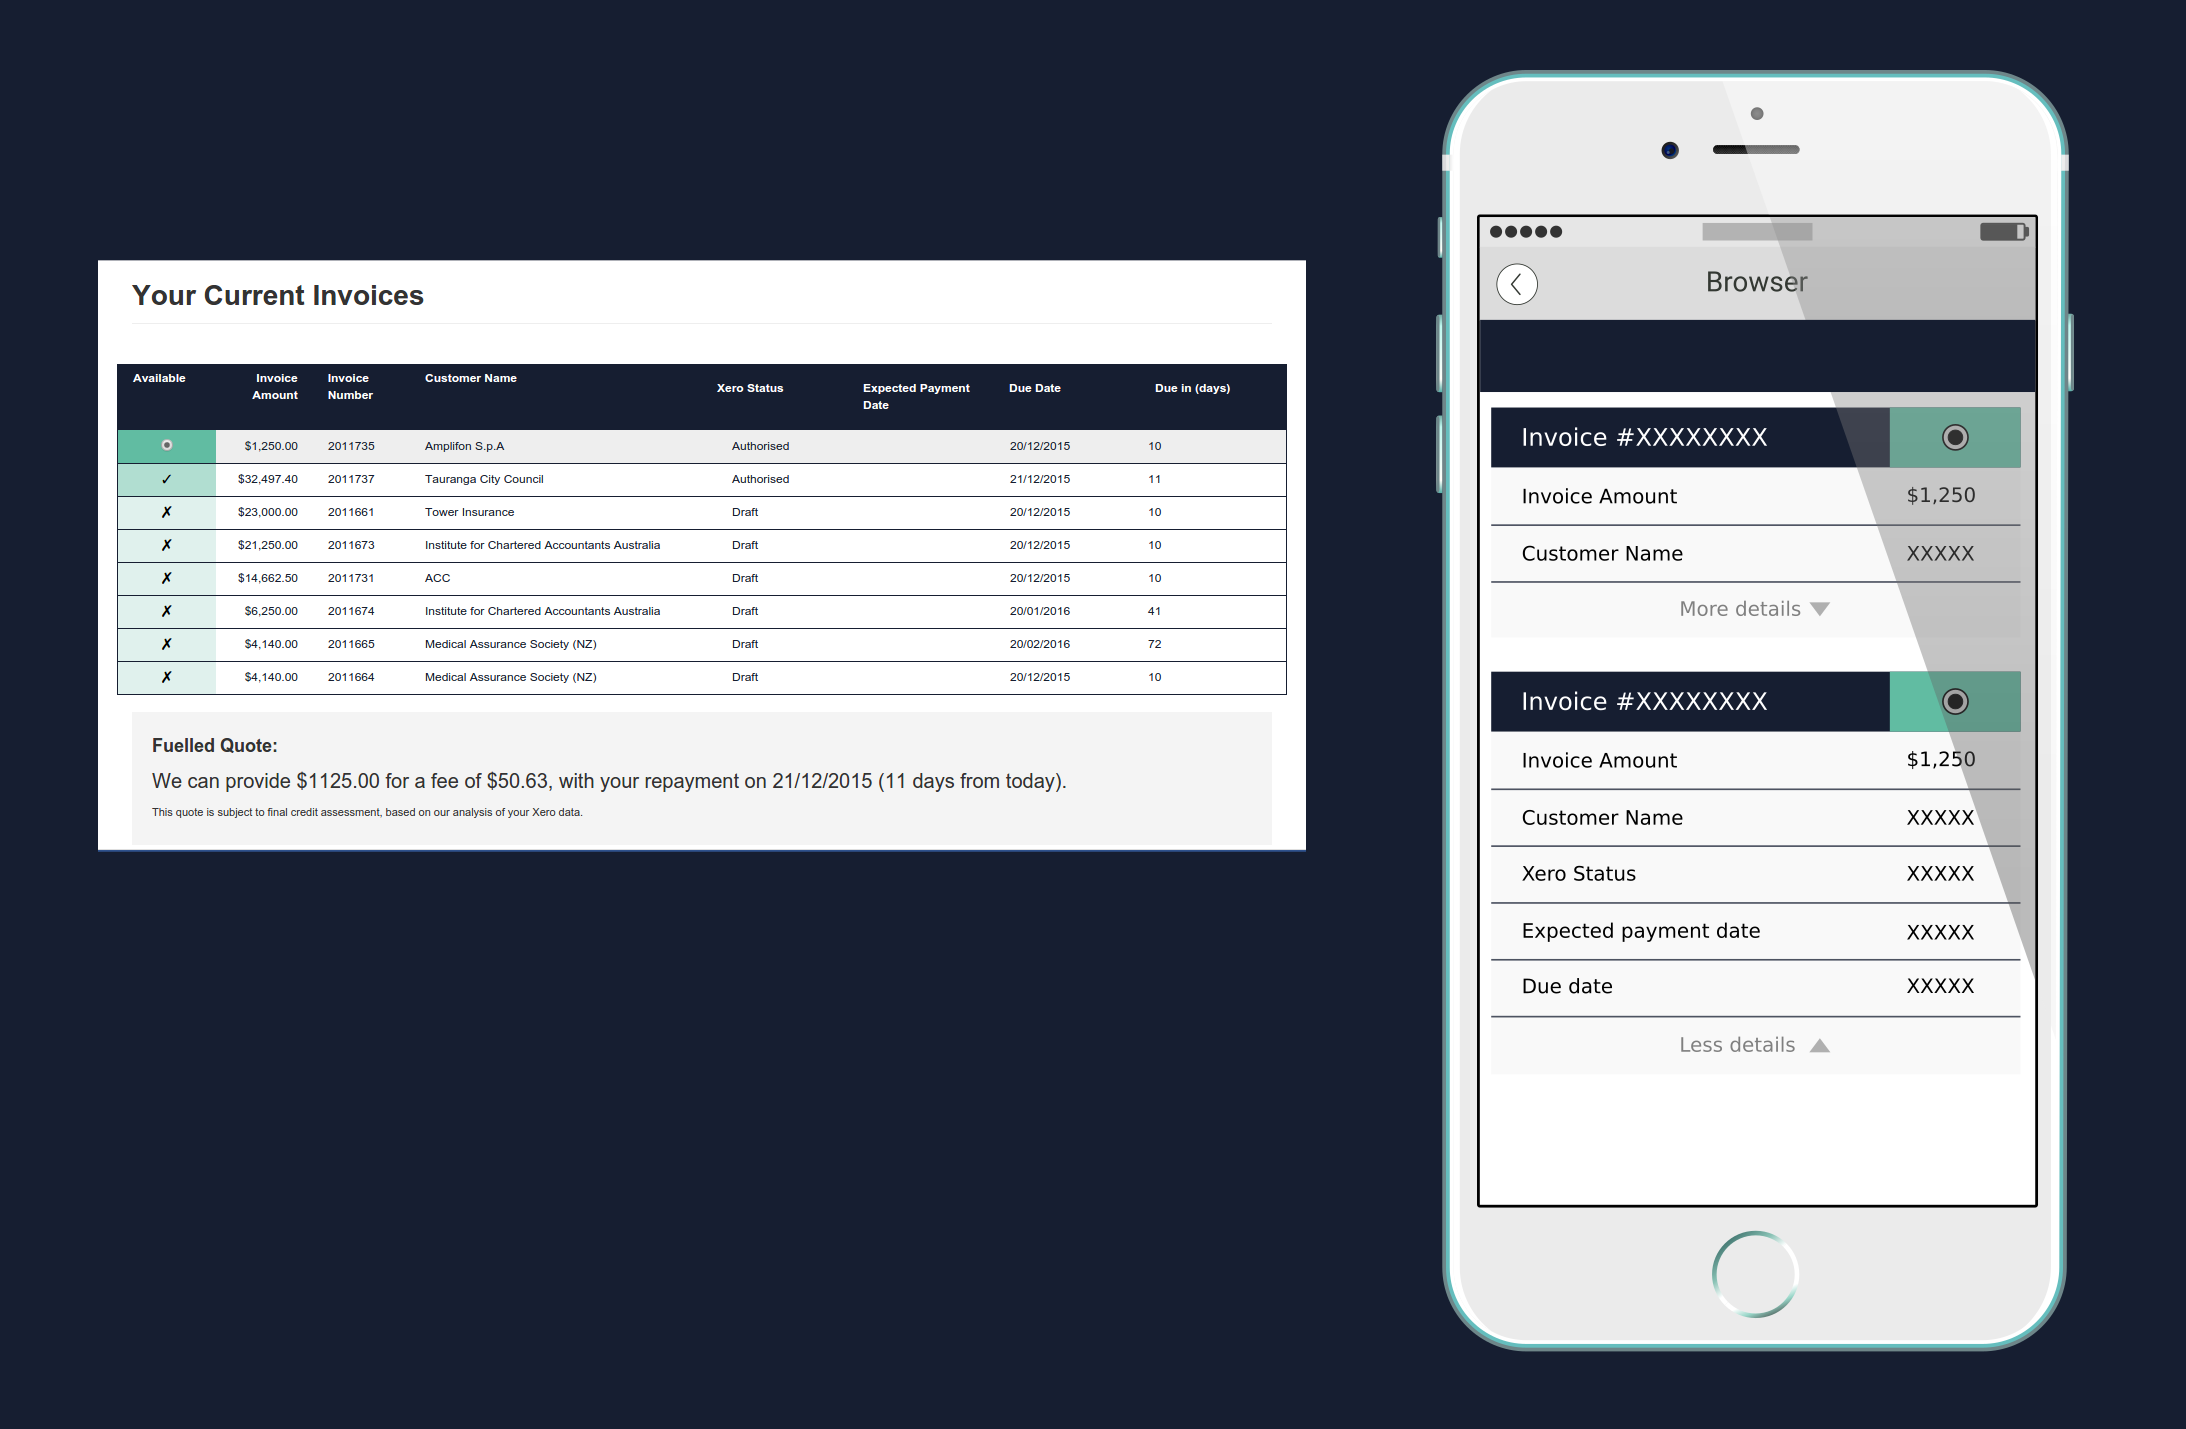 Your Current Invoices
Available Invoice Amount Invoice Number Customer Name Xero Status Expected Payment Date Due Date Due in (days)
$1,250.00 2011735 Amplifon S.p.A Authorised 20/12/2015 10
✓ $32,497.40 2011737 Tauranga City Council Authorised 21/12/2015 11
✗ $23,000.00 2011661 Tower Insurance Draft 20/12/2015 10
✗ $21,250.00 2011673 Institute for Chartered Accountants Australia Draft 20/12/2015 10
✗ $14,662.50 2011731 ACC Draft 20/12/2015 10
✗ $6,250.00 2011674 Institute for Chartered Accountants Australia Draft 20/01/2016 41
✗ $4,140.00 2011665 Medical Assurance Society (NZ) Draft 20/02/2016 72
✗ $4,140.00 2011664 Medical Assurance Society (NZ) Draft 20/12/2015 10
Fuelled Quote:
We can provide $1125.00 for a fee of $50.63, with your repayment on 21/12/2015 (11 days from today).
This quote is subject to final credit assessment, based on our analysis of your Xero data.
Browser
Invoice #XXXXXXXX
Invoice Amount $1,250
Customer Name XXXXX
More details
Invoice #XXXXXXXX
Invoice Amount $1,250
Customer Name XXXXX
Xero Status XXXXX
Expected payment date XXXXX
Due date XXXXX
Less details